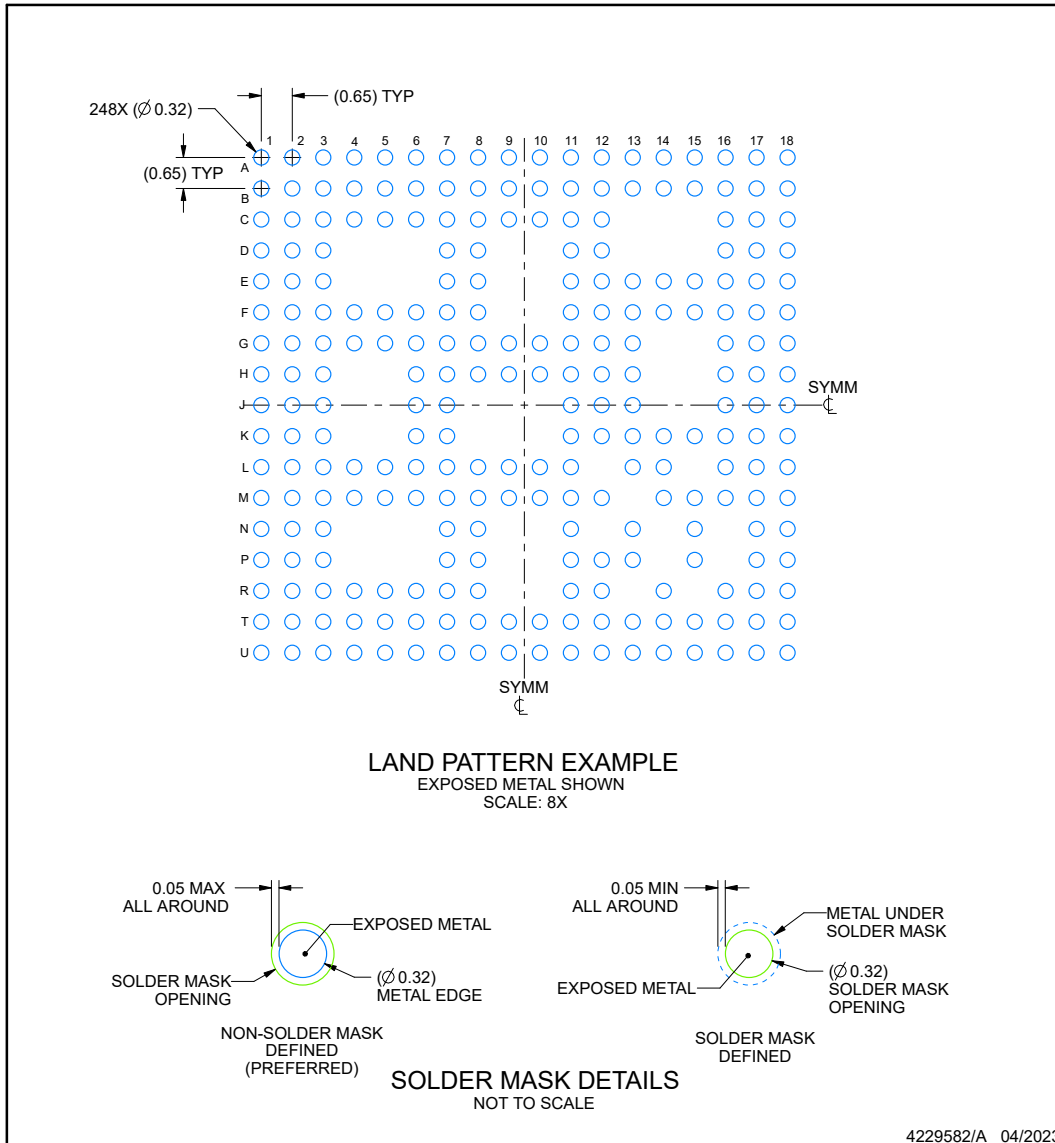 (0.65) TYP
248X (∅ 0.32)
1 2 3 4 5 6 7 8 9 10 11 12 13 14 15 16 17 18
A
(0.65) TYP
B
C
D
E
F
G
H
SYMM
J
℄
K
L
M
N
P
R
T
U
SYMM
℄
LAND PATTERN EXAMPLE
EXPOSED METAL SHOWN
SCALE: 8X
0.05 MAX
ALL AROUND
EXPOSED METAL
SOLDER MASK
OPENING
(∅ 0.32)
METAL EDGE
NON-SOLDER MASK
DEFINED
(PREFERRED)
0.05 MIN
ALL AROUND
METAL UNDER
SOLDER MASK
EXPOSED METAL
(∅ 0.32)
SOLDER MASK
OPENING
SOLDER MASK
DEFINED
SOLDER MASK DETAILS
NOT TO SCALE
4229582/A 04/2023